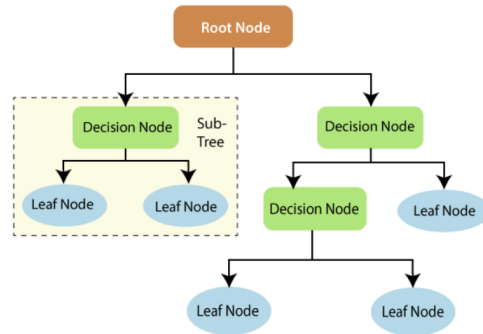 Root Node
Decision Node
Sub-
Tree
Decision Node
Leaf Node
Leaf Node
Decision Node
Leaf Node
Leaf Node
Leaf Node